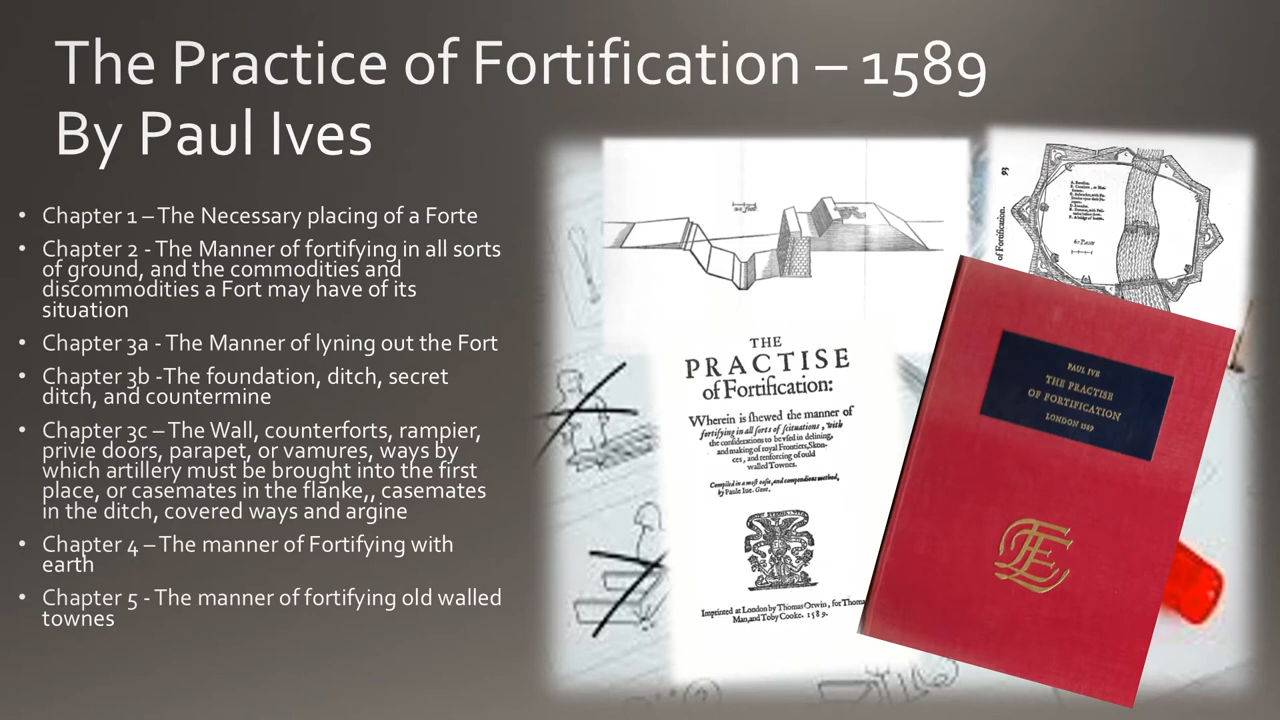 The Practice of Fortification – 1589
By Paul Ives
• Chapter 1 – The Necessary placing of a Forte
• Chapter 2 - The Manner of fortifying in all sorts
of ground, and the commodities and
discommodities a Fort may have of its
situation
• Chapter 3a - The Manner of lyning out the Fort
• Chapter 3b -The foundation, ditch, secret
ditch, and countermine
• Chapter 3c – The Wall, counterforts, rampier,
privie doors, parapet, or vamures, ways by
which artillery must be brought into the first
place, or casemates in the flanke,, casemates
in the ditch, covered ways and argine
• Chapter 4 – The manner of Fortifying with
earth
• Chapter 5 - The manner of fortifying old walled
townes
THE
PRACTISE
of Fortification:
Wherein is shewed the manner of
fortifying in all sorts of scituations, with
the considerations to be vsed in delining,
and making of royal Frontiers, Skon-
ces, and renforcing of ould
walled Townes.
Compiled in a most easie, and compendious method,
by Paule Iue. Gent.
Imprinted at London by Thomas Orwin, for Thoma
Man, and Toby Cooke. 1589.
93
of Fortification.
PAUL IVE
THE PRACTISE
OF FORTIFICATION
LONDON 1589